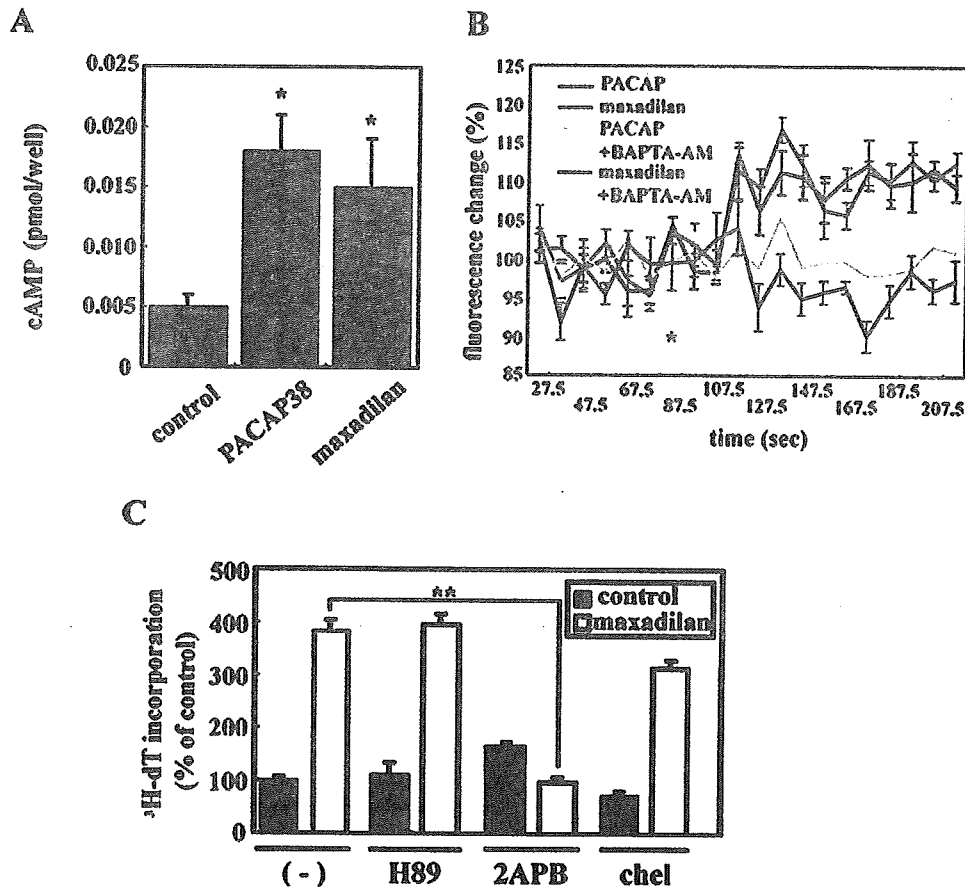 A
0.025
0.020
0.015
0.010
0.005
0
cAMP (pmol/well)
*
*
control
PACAP38
maxadilan
B
125
120
115
110
105
100
95
90
85
fluorescence change (%)
PACAP
maxadilan
PACAP
+BAPTA-AM
maxadilan
+BAPTA-AM
*
27.5 67.5 107.5 147.5 187.5
47.5 87.5 127.5 167.5 207.5
time (sec)
C
500
400
300
200
100
0
³H-dT incorporation
(% of control)
**
control
maxadilan
(-) H89 2APB chel